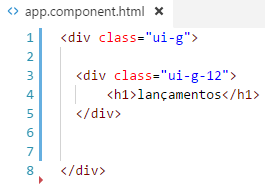 <> app.component.html ×
1 <div class="ui-g">
2
3 <div class="ui-g-12">
4 <h1>lançamentos</h1>
5 </div>
6
7
8 </div>